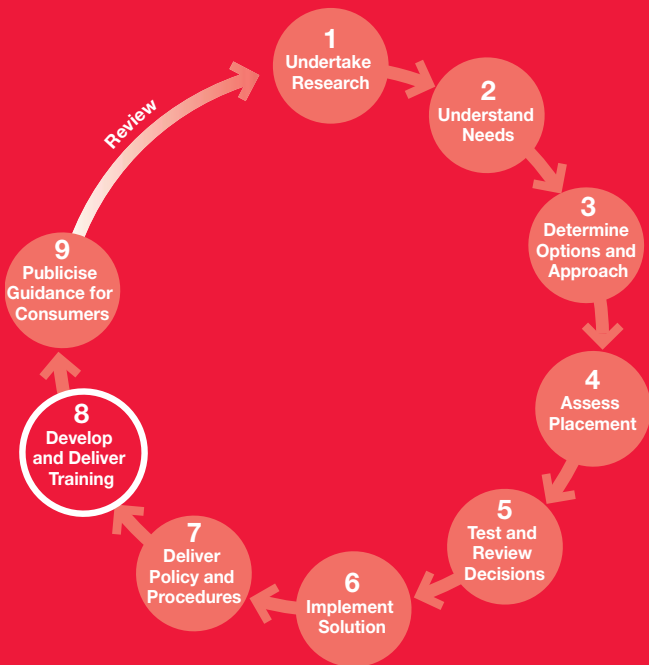 1
Undertake
Research
2
Understand
Needs
3
Determine
Options and
Approach
4
Assess
Placement
5
Test and
Review
Decisions
6
Implement
Solution
7
Deliver
Policy and
Procedures
8
Develop
and Deliver
Training
9
Publicise
Guidance for
Consumers
Review